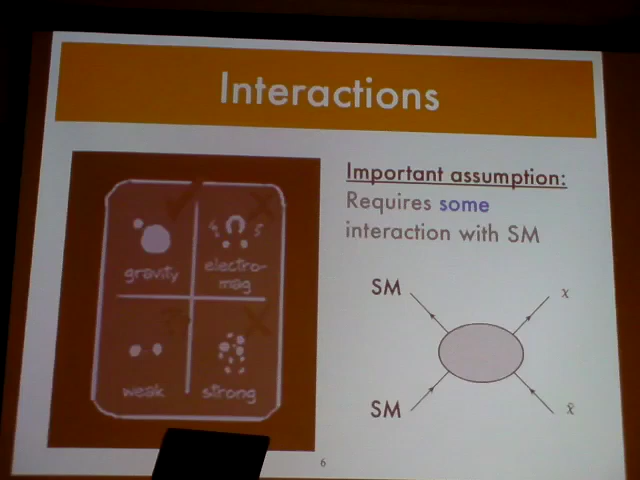 Interactions
gravity
electro-
mag
weak
strong
Important assumption:
Requires some
interaction with SM
SM
χ
SM
χ̄
6